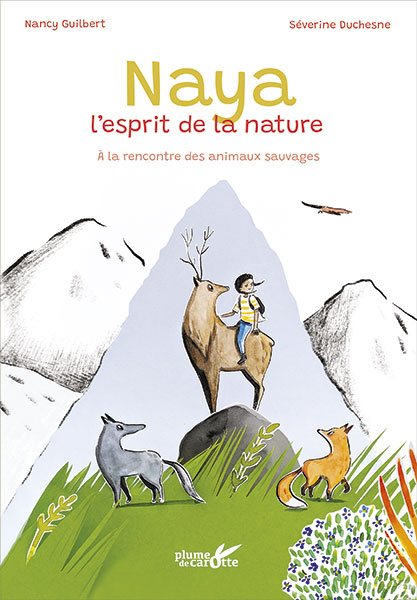 Nancy Guilbert
Séverine Duchesne
Naya
l'esprit de la nature
À la rencontre des animaux sauvages
plume
de carotte